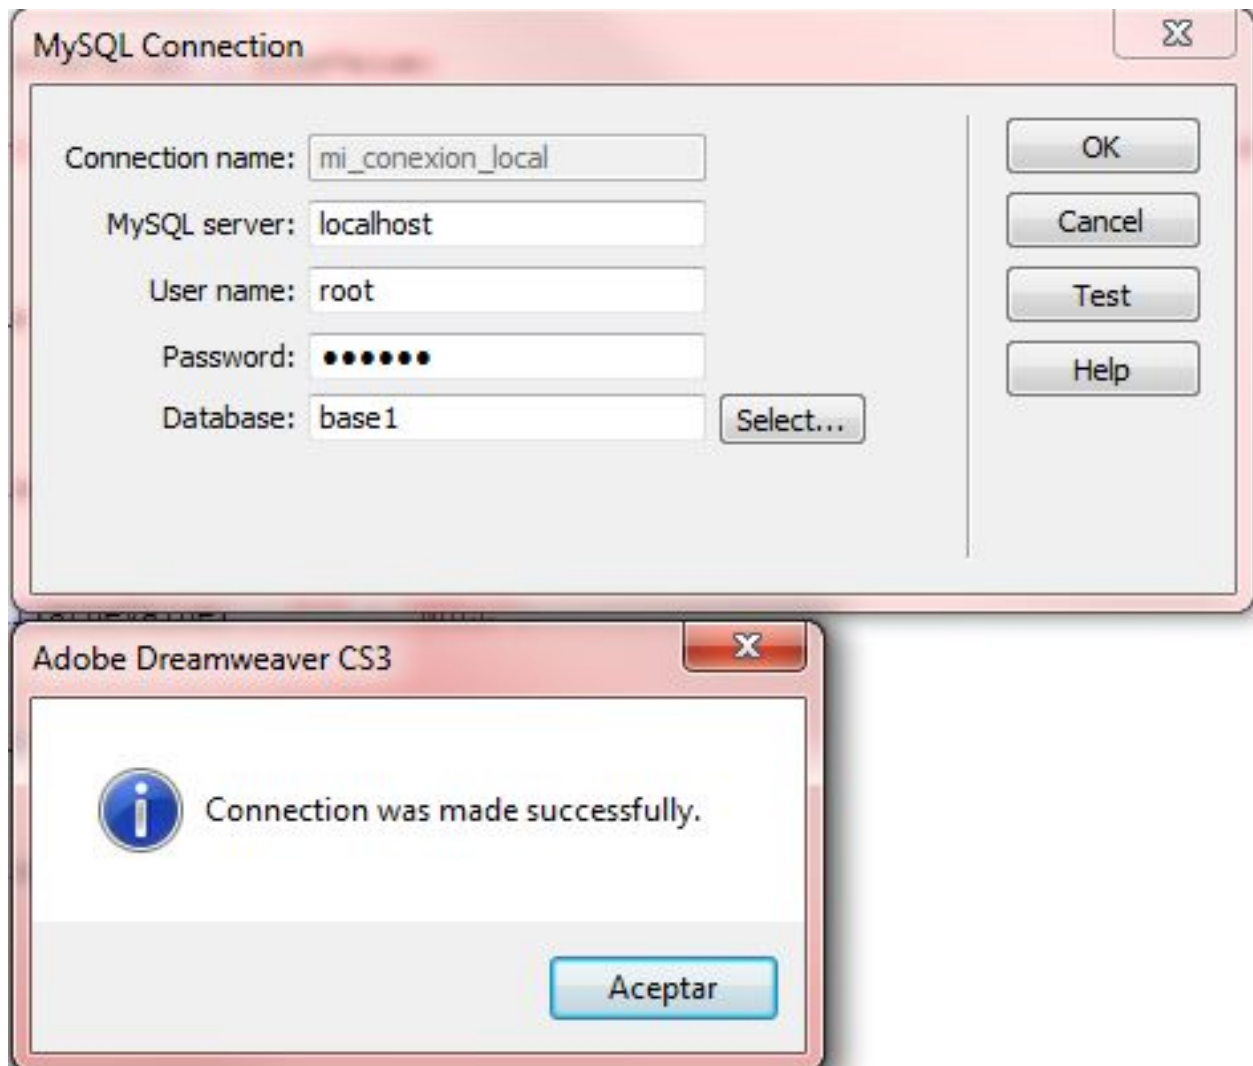 MySQL Connection
Connection name: mi_conexion_local
OK
MySQL server: localhost
Cancel
User name: root
Test
Password: ●●●●●●
Help
Database: base1
Select...
Adobe Dreamweaver CS3
Connection was made successfully.
Aceptar